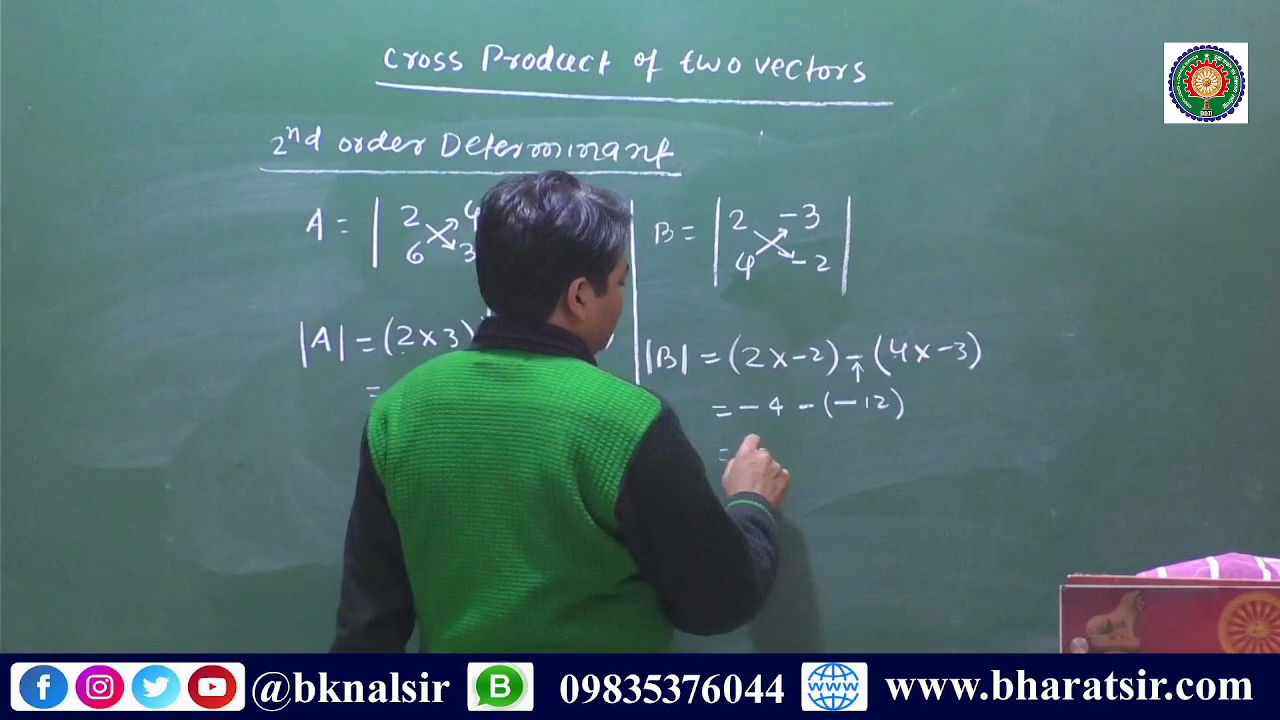 Cross Product of two vectors
2nd order Determinant
A = | 2 4
6 3
B = | 2 -3 |
4 -2
|A| = (2×3)
=
|B| = (2×-2) - (4×-3)
= -4 - (-12)
=
@bknalsir B 09835376044 www www.bharatsir.com